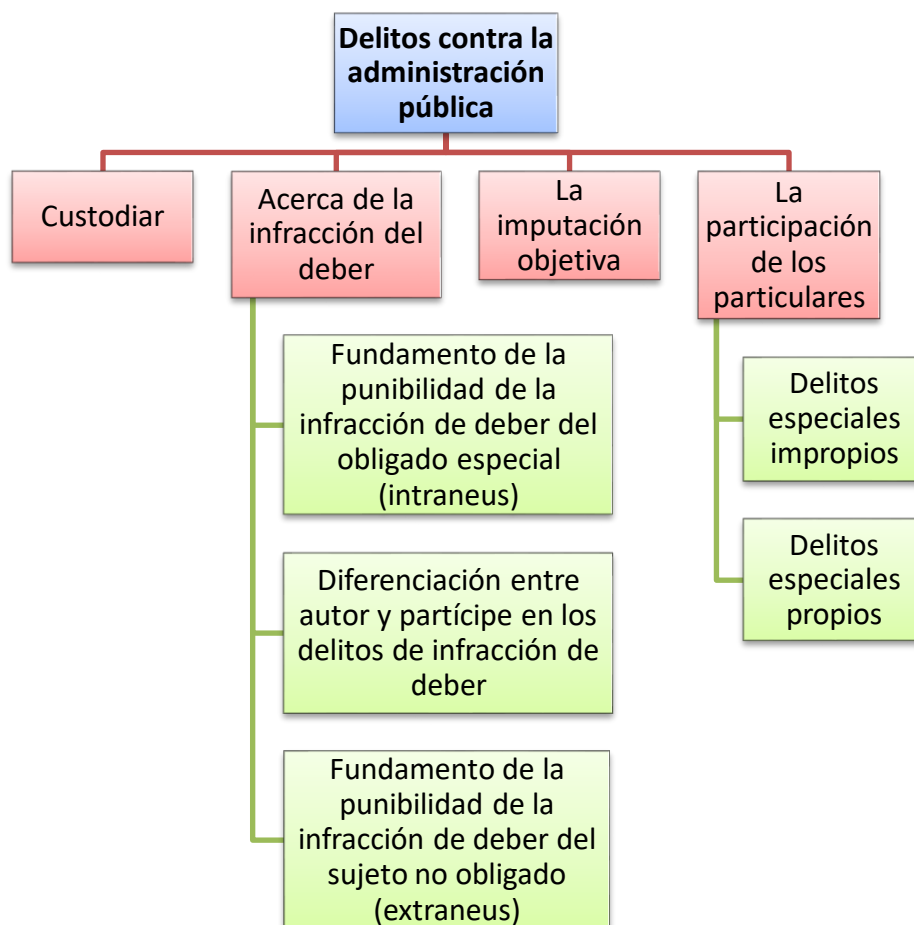 Delitos contra la
administración
pública
Custodiar
Acerca de la
infracción del
deber
La
imputación
objetiva
La
participación
de los
particulares
Fundamento de la
punibilidad de la
infracción de deber del
obligado especial
(intraneus)
Diferenciación entre
autor y partícipe en los
delitos de infracción de
deber
Fundamento de la
punibilidad de la
infracción de deber del
sujeto no obligado
(extraneus)
Delitos
especiales
impropios
Delitos
especiales
propios